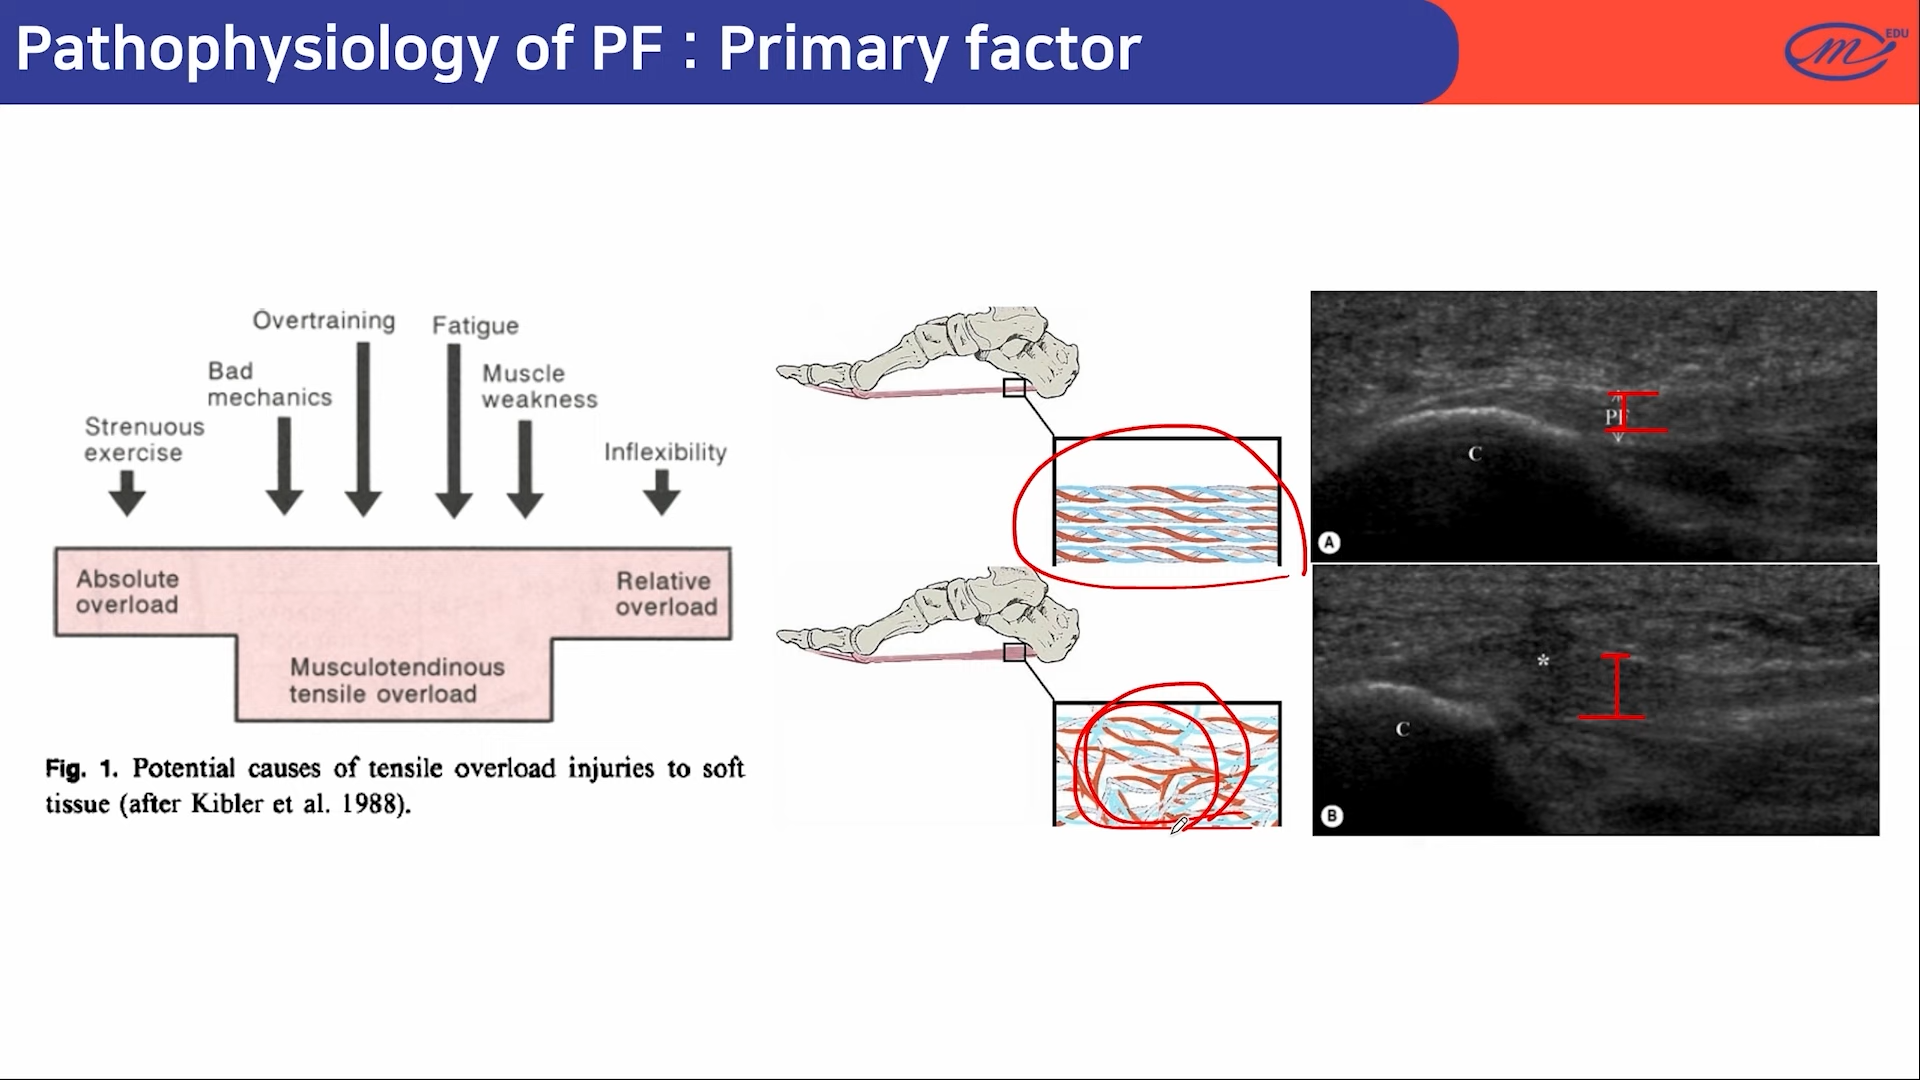 Pathophysiology of PF : Primary factor
m
EDU
Overtraining
Fatigue
Bad
mechanics
Muscle
weakness
Strenuous
exercise
Inflexibility
Absolute
overload
Relative
overload
Musculotendinous
tensile overload
Fig. 1. Potential causes of tensile overload injuries to soft
tissue (after Kibler et al. 1988).
PF
C
A
*
C
B